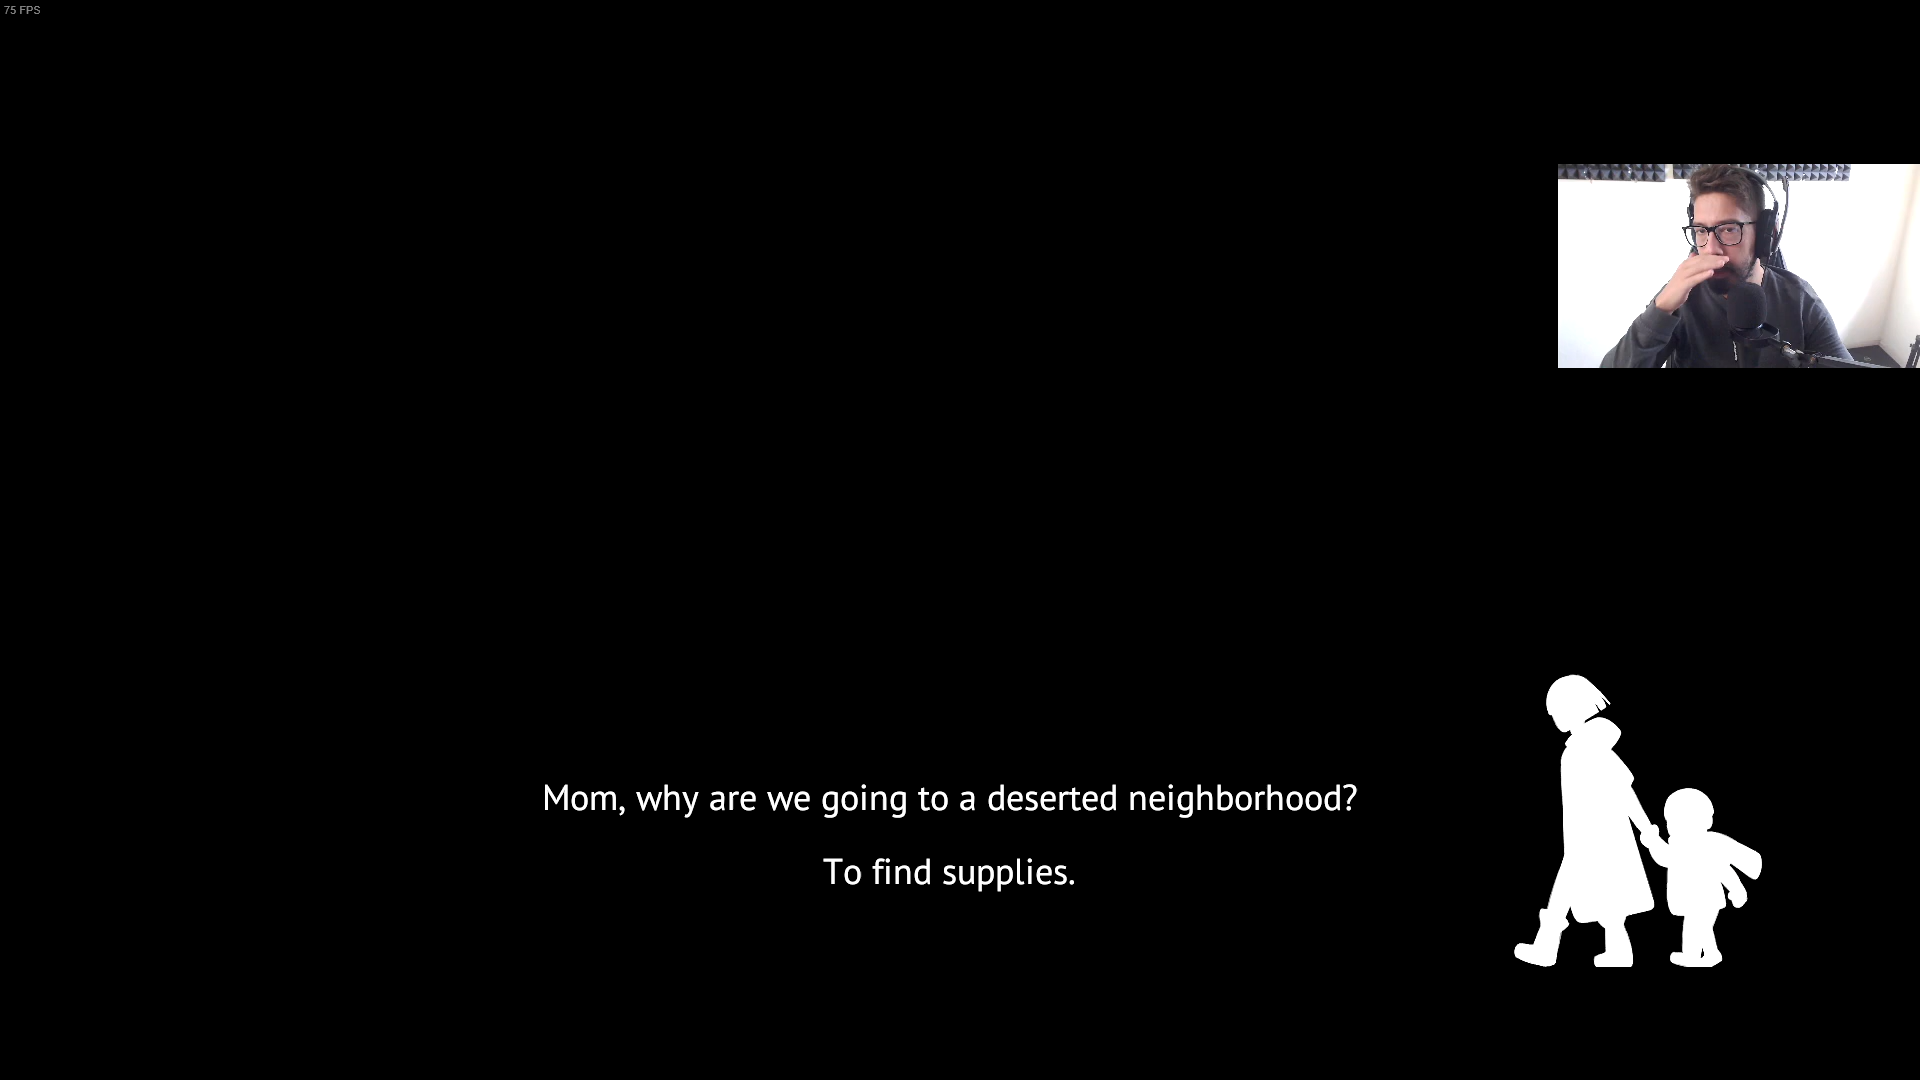 75 FPS
Mom, why are we going to a deserted neighborhood?
To find supplies.